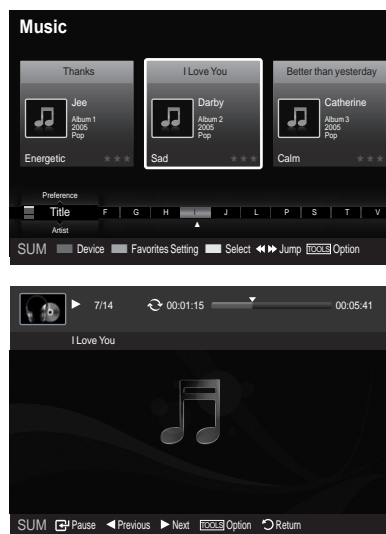 Music
Thanks I Love You Better than yesterday
Jee Darby Catherine
Album 1 Album 2 Album 3
2005 2005 2005
Pop Pop Pop
Energetic Sad Calm
Preference
Title F G H I J L P S T V
Artist
SUM Device Favorites Setting Select Jump TOOLS Option
7/14 00:01:15 00:05:41
I Love You
SUM Pause Previous Next TOOLS Option Return